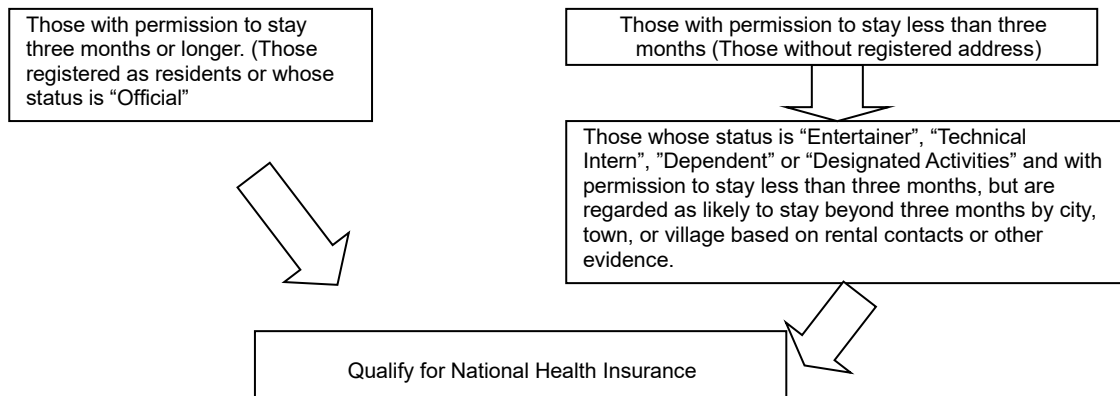 Those with permission to stay
three months or longer. (Those
registered as residents or whose
status is “Official”
Those with permission to stay less than three
months (Those without registered address)
Those whose status is “Entertainer”, “Technical
Intern”, ”Dependent” or “Designated Activities” and with
permission to stay less than three months, but are
regarded as likely to stay beyond three months by city,
town, or village based on rental contacts or other
evidence.
Qualify for National Health Insurance